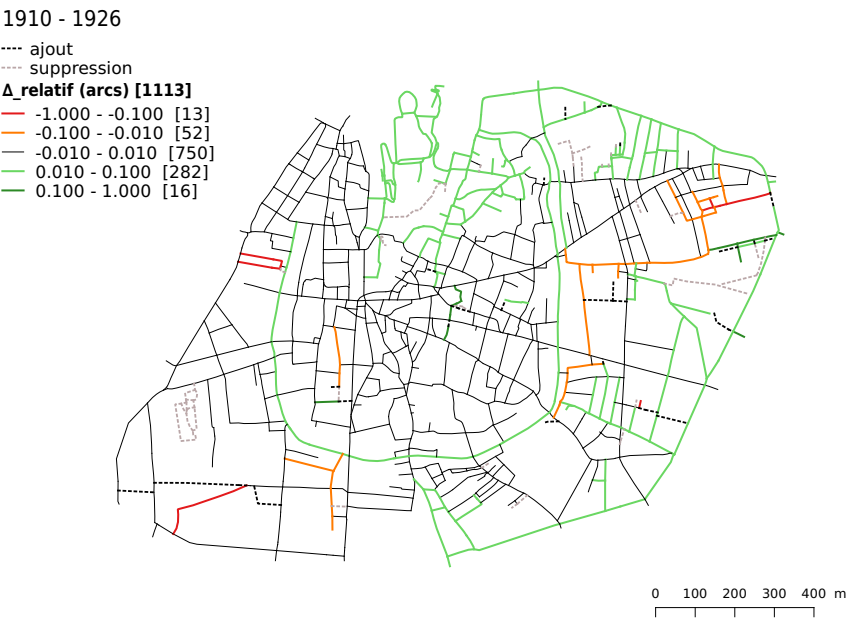 1910 - 1926
ajout
suppression
Δ_relatif (arcs) [1113]
-1.000 - -0.100 [13]
-0.100 - -0.010 [52]
-0.010 - 0.010 [750]
0.010 - 0.100 [282]
0.100 - 1.000 [16]
0 100 200 300 400 m